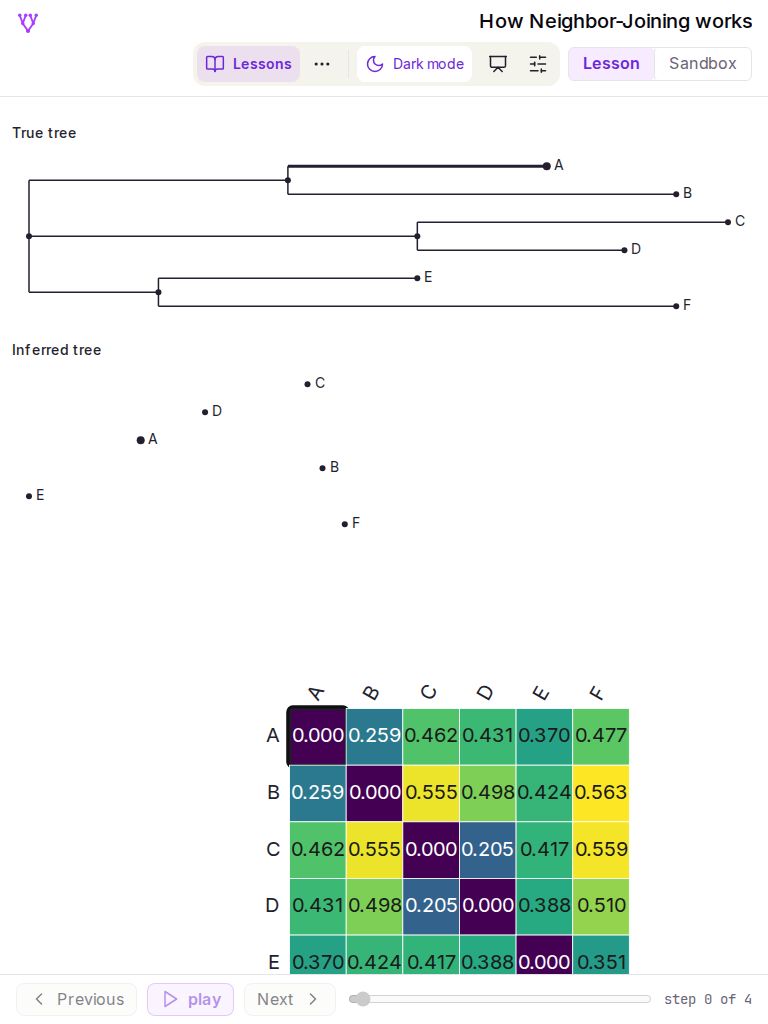 How Neighbor-Joining works
Lessons
Dark mode
Lesson
Sandbox
True tree
A
B
C
D
E
F
Inferred tree
C
D
A
B
E
F
A B C D E F
A 0.000 0.259 0.462 0.431 0.370 0.477
B 0.259 0.000 0.555 0.498 0.424 0.563
C 0.462 0.555 0.000 0.205 0.417 0.559
D 0.431 0.498 0.205 0.000 0.388 0.510
E 0.370 0.424 0.417 0.388 0.000 0.351
Previous
play
Next
step 0 of 4